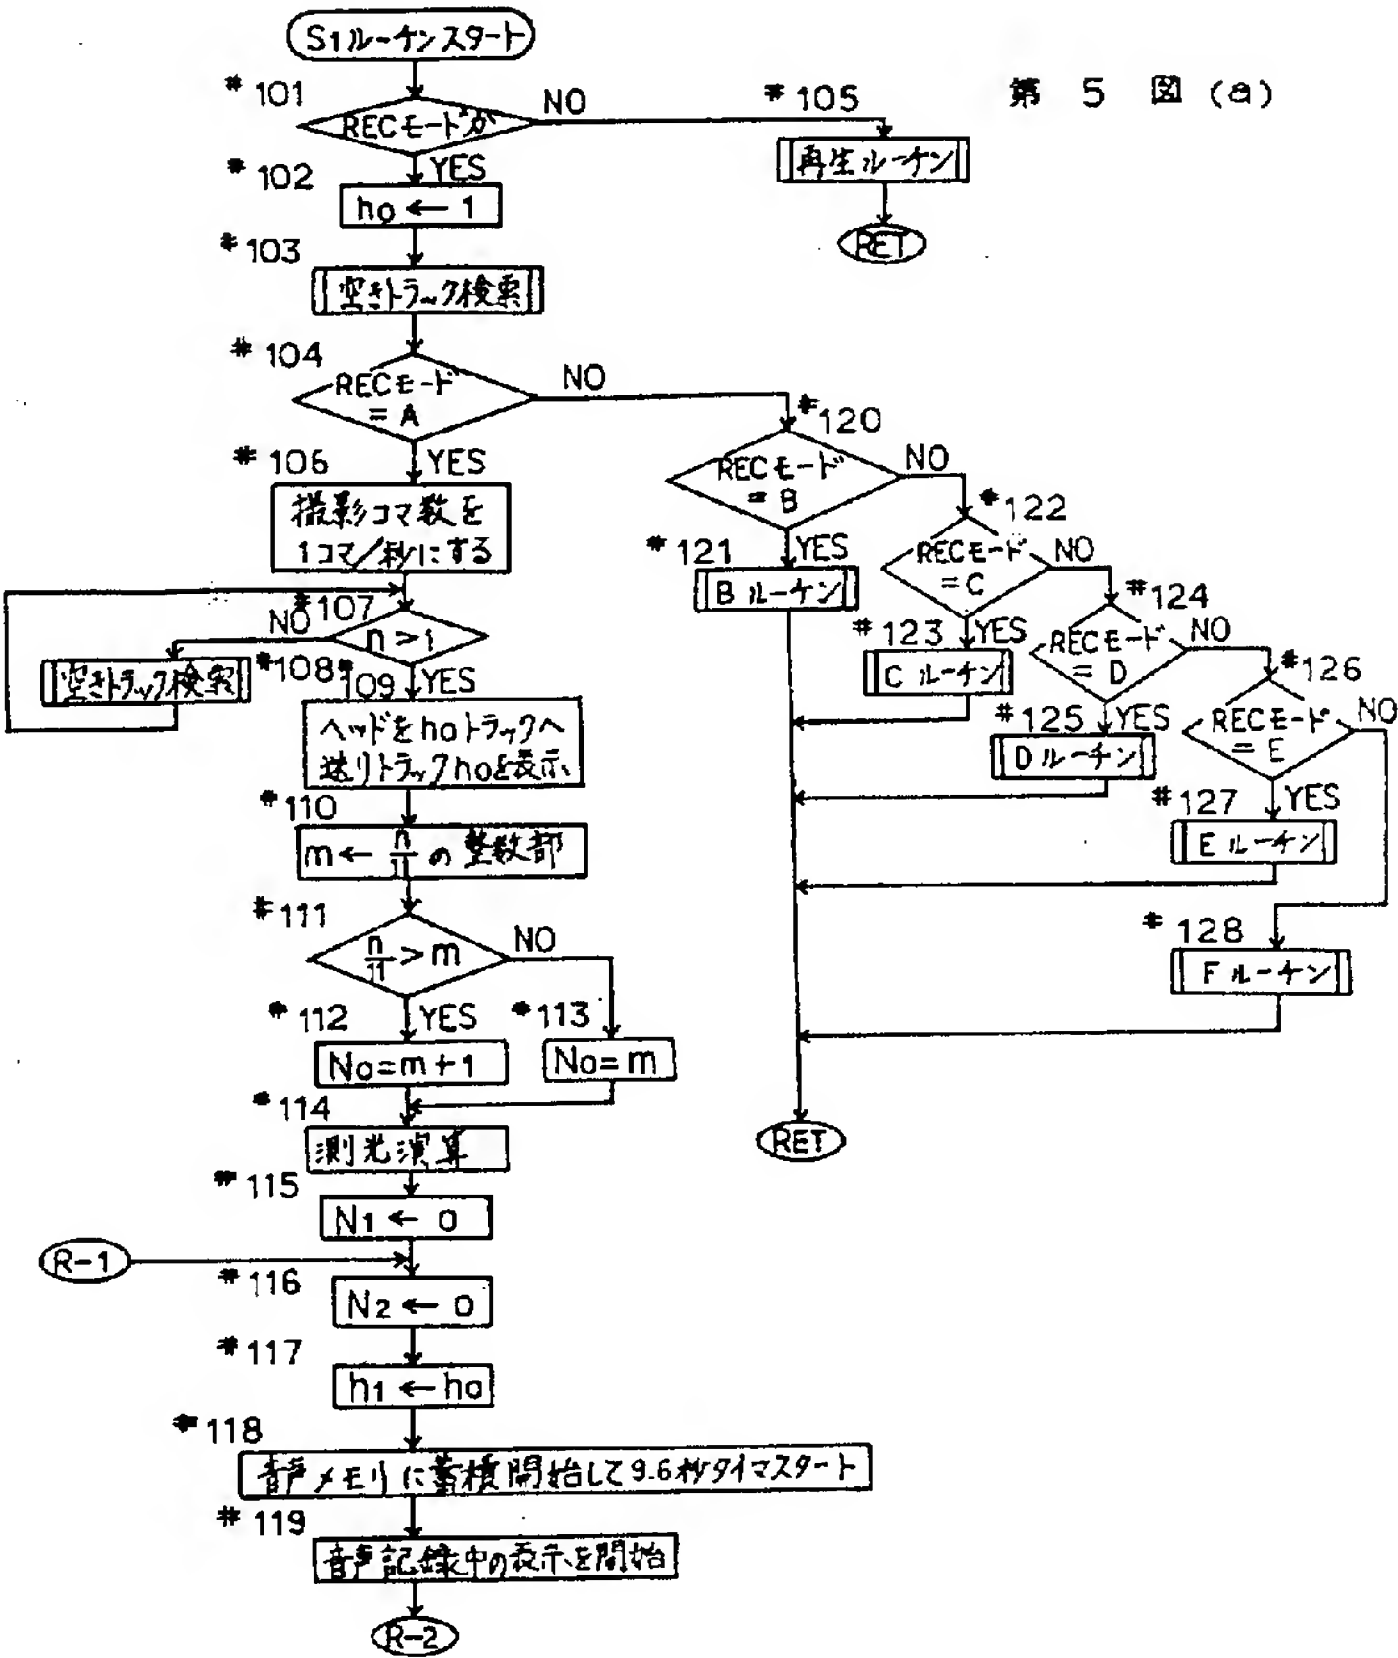 第 5 図 (a)
S1ルーチンスタート
#101
RECモードか
NO
YES
#105
再生ルーチン
RET
#102
ho ← 1
#103
空きトラック検索
#104
RECモード
= A
NO
YES
#106
撮影コマ数を
1コマ/秒にする
#107
n > 1
NO
YES
#108
空きトラック検索
#109
ヘッドをhoトラックへ
送りトラックhoを表示
#110
m ← n/11 の整数部
#111
n/11 > m
NO
YES
#112
No=m+1
#113
No=m
#114
測光演算
#115
N1 ← 0
R-1
#116
N2 ← 0
#117
h1 ← ho
#118
音声メモリに蓄積開始して9.6秒タイマスタート
#119
音声記録中の表示を開始
R-2
#120
RECモード
= B
NO
YES
#121
Bルーチン
#122
RECモード
= C
NO
YES
#123
Cルーチン
#124
RECモード
= D
NO
YES
#125
Dルーチン
#126
RECモード
= E
NO
YES
#127
Eルーチン
#128
Fルーチン
RET